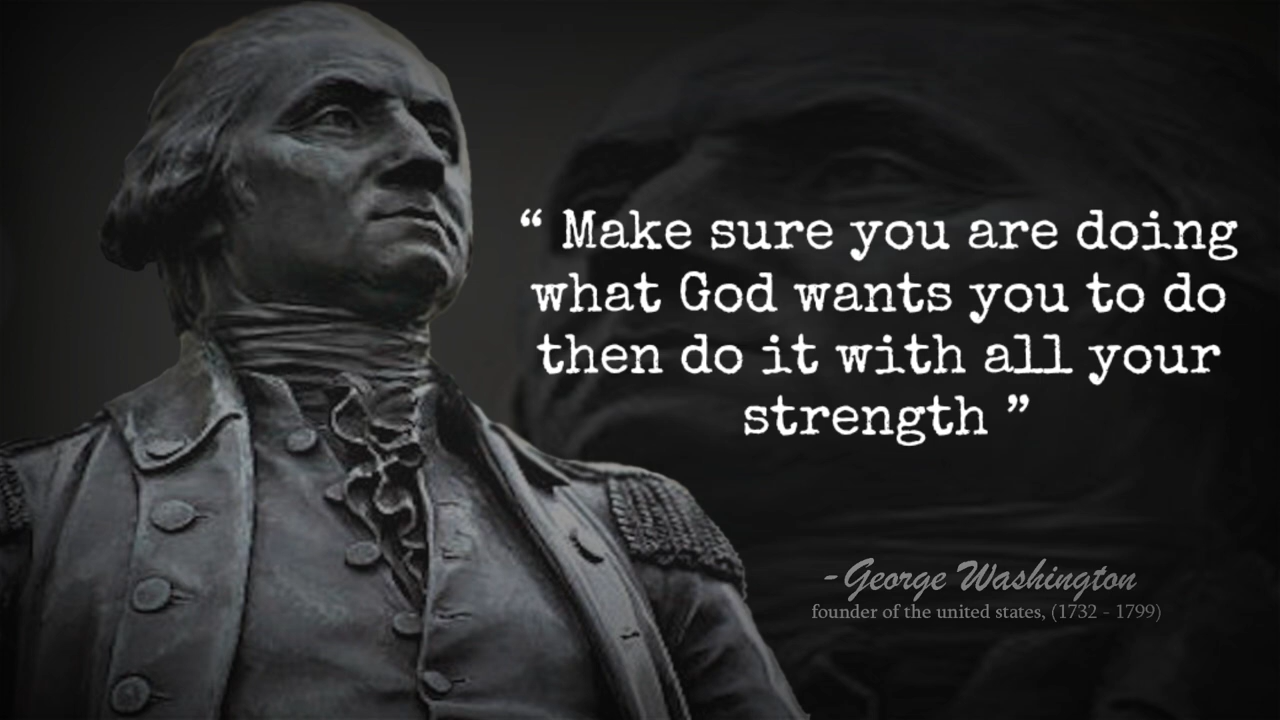 “ Make sure you are doing
what God wants you to do
then do it with all your
strength ”
-George Washington
founder of the united states, (1732 - 1799)